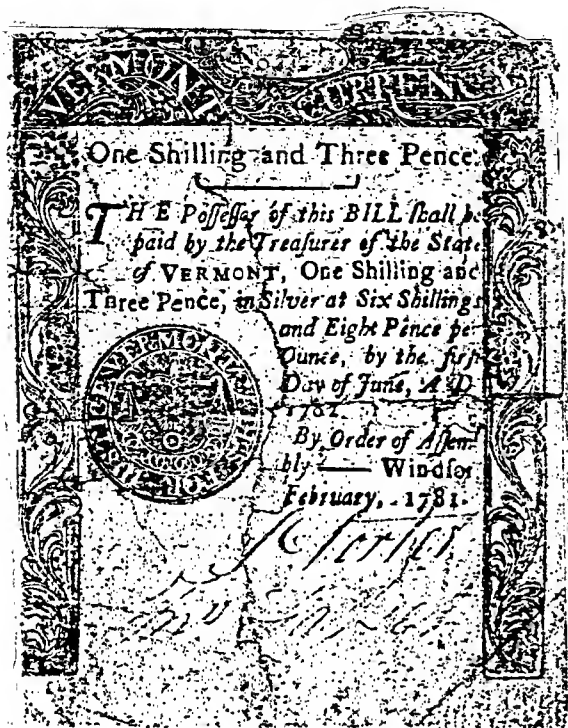 No.
VERMONT CURRENCY
One Shilling and Three Pence.
THE Poſſeſſor of this BILL ſhall be
paid by the Treaſurer of the State
of VERMONT, One Shilling and
Three Pence, in Silver at Six Shillings
and Eight Pence per
Ounce, by the firſt
Day of June, A. D.
1782.
By Order of Aſſem-
bly —— Windſor
February, 1781.
VERMONT